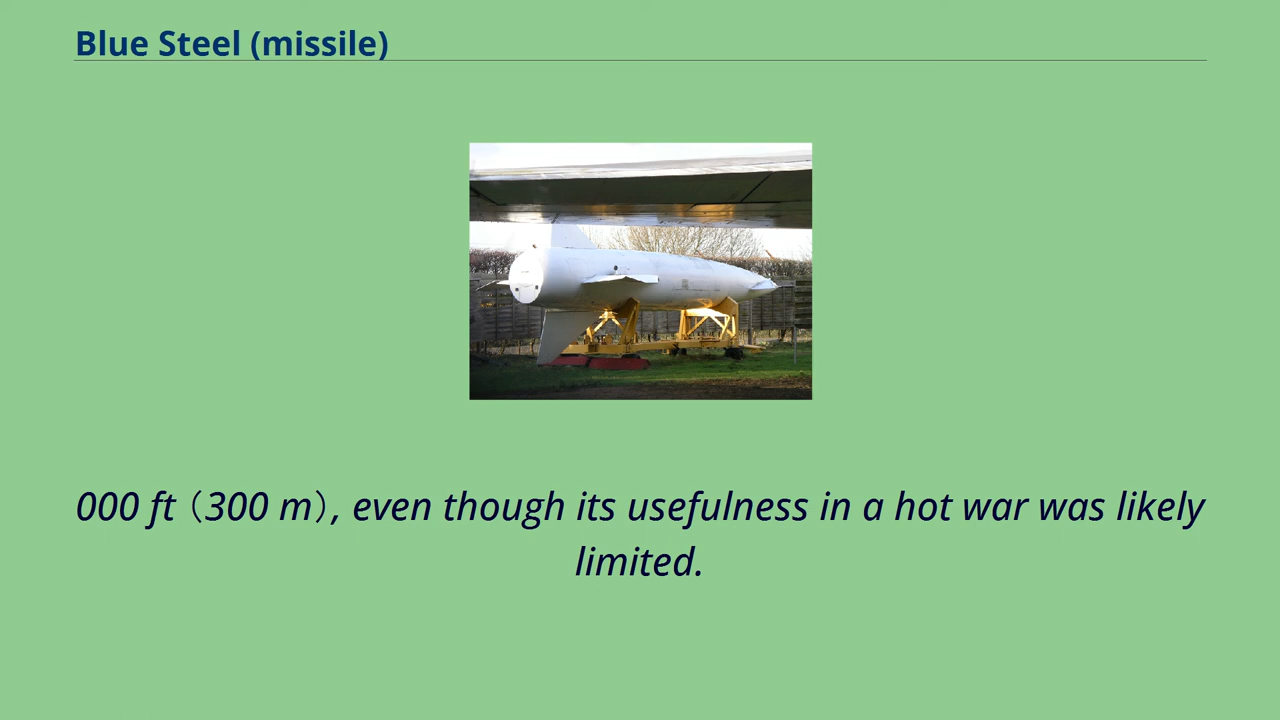 Blue Steel (missile)
000 ft（300 m）, even though its usefulness in a hot war was likely
limited.